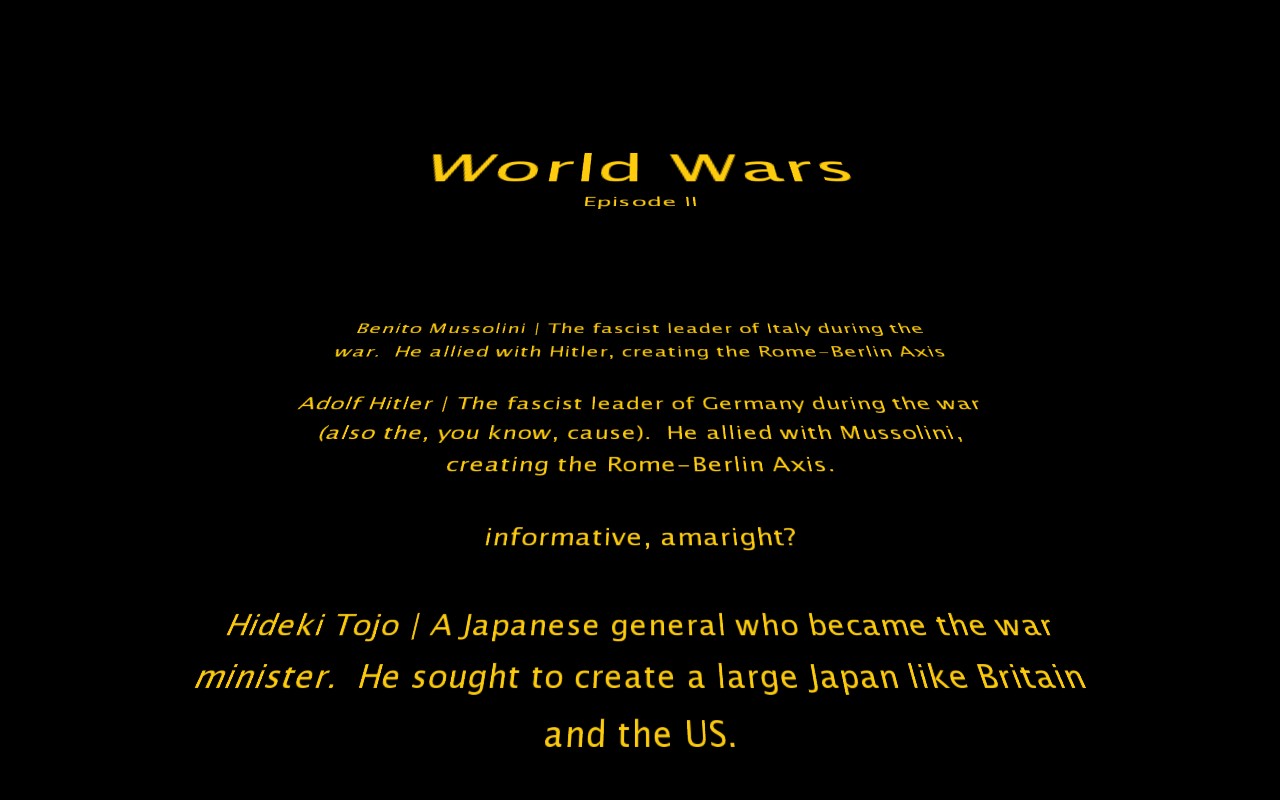 World Wars
Episode II
Benito Mussolini | The fascist leader of Italy during the
war.  He allied with Hitler, creating the Rome-Berlin Axis
Adolf Hitler | The fascist leader of Germany during the war
(also the, you know, cause).  He allied with Mussolini,
creating the Rome-Berlin Axis.
informative, amaright?
Hideki Tojo | A Japanese general who became the war
minister.  He sought to create a large Japan like Britain
and the US.